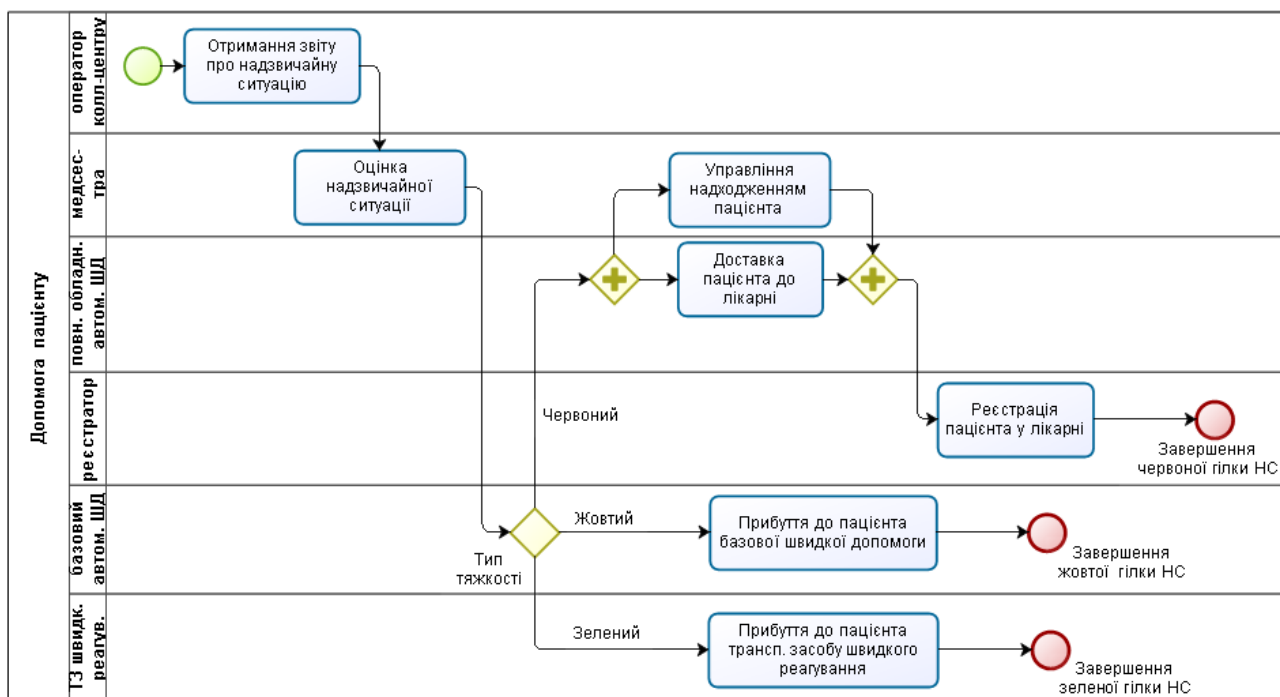 Допомога пацієнту
оператор
колл-центру
Отримання звіту
про надзвичайну
ситуацію
медсес-
тра
Оцінка
надзвичайної
ситуації
Управління
надходженням
пацієнта
повн. обладн.
автом. ШД
Доставка
пацієнта до
лікарні
реєстратор
Червоний
Реєстрація
пацієнта у лікарні
Завершення
червоної гілки НС
базовий
автом. ШД
Тип
тяжкості
Жовтий
Прибуття до пацієнта
базової швидкої допомоги
Завершення
жовтої гілки НС
ТЗ швидк.
реагув.
Зелений
Прибуття до пацієнта
трансп. засобу швидкого
реагування
Завершення
зеленої гілки НС